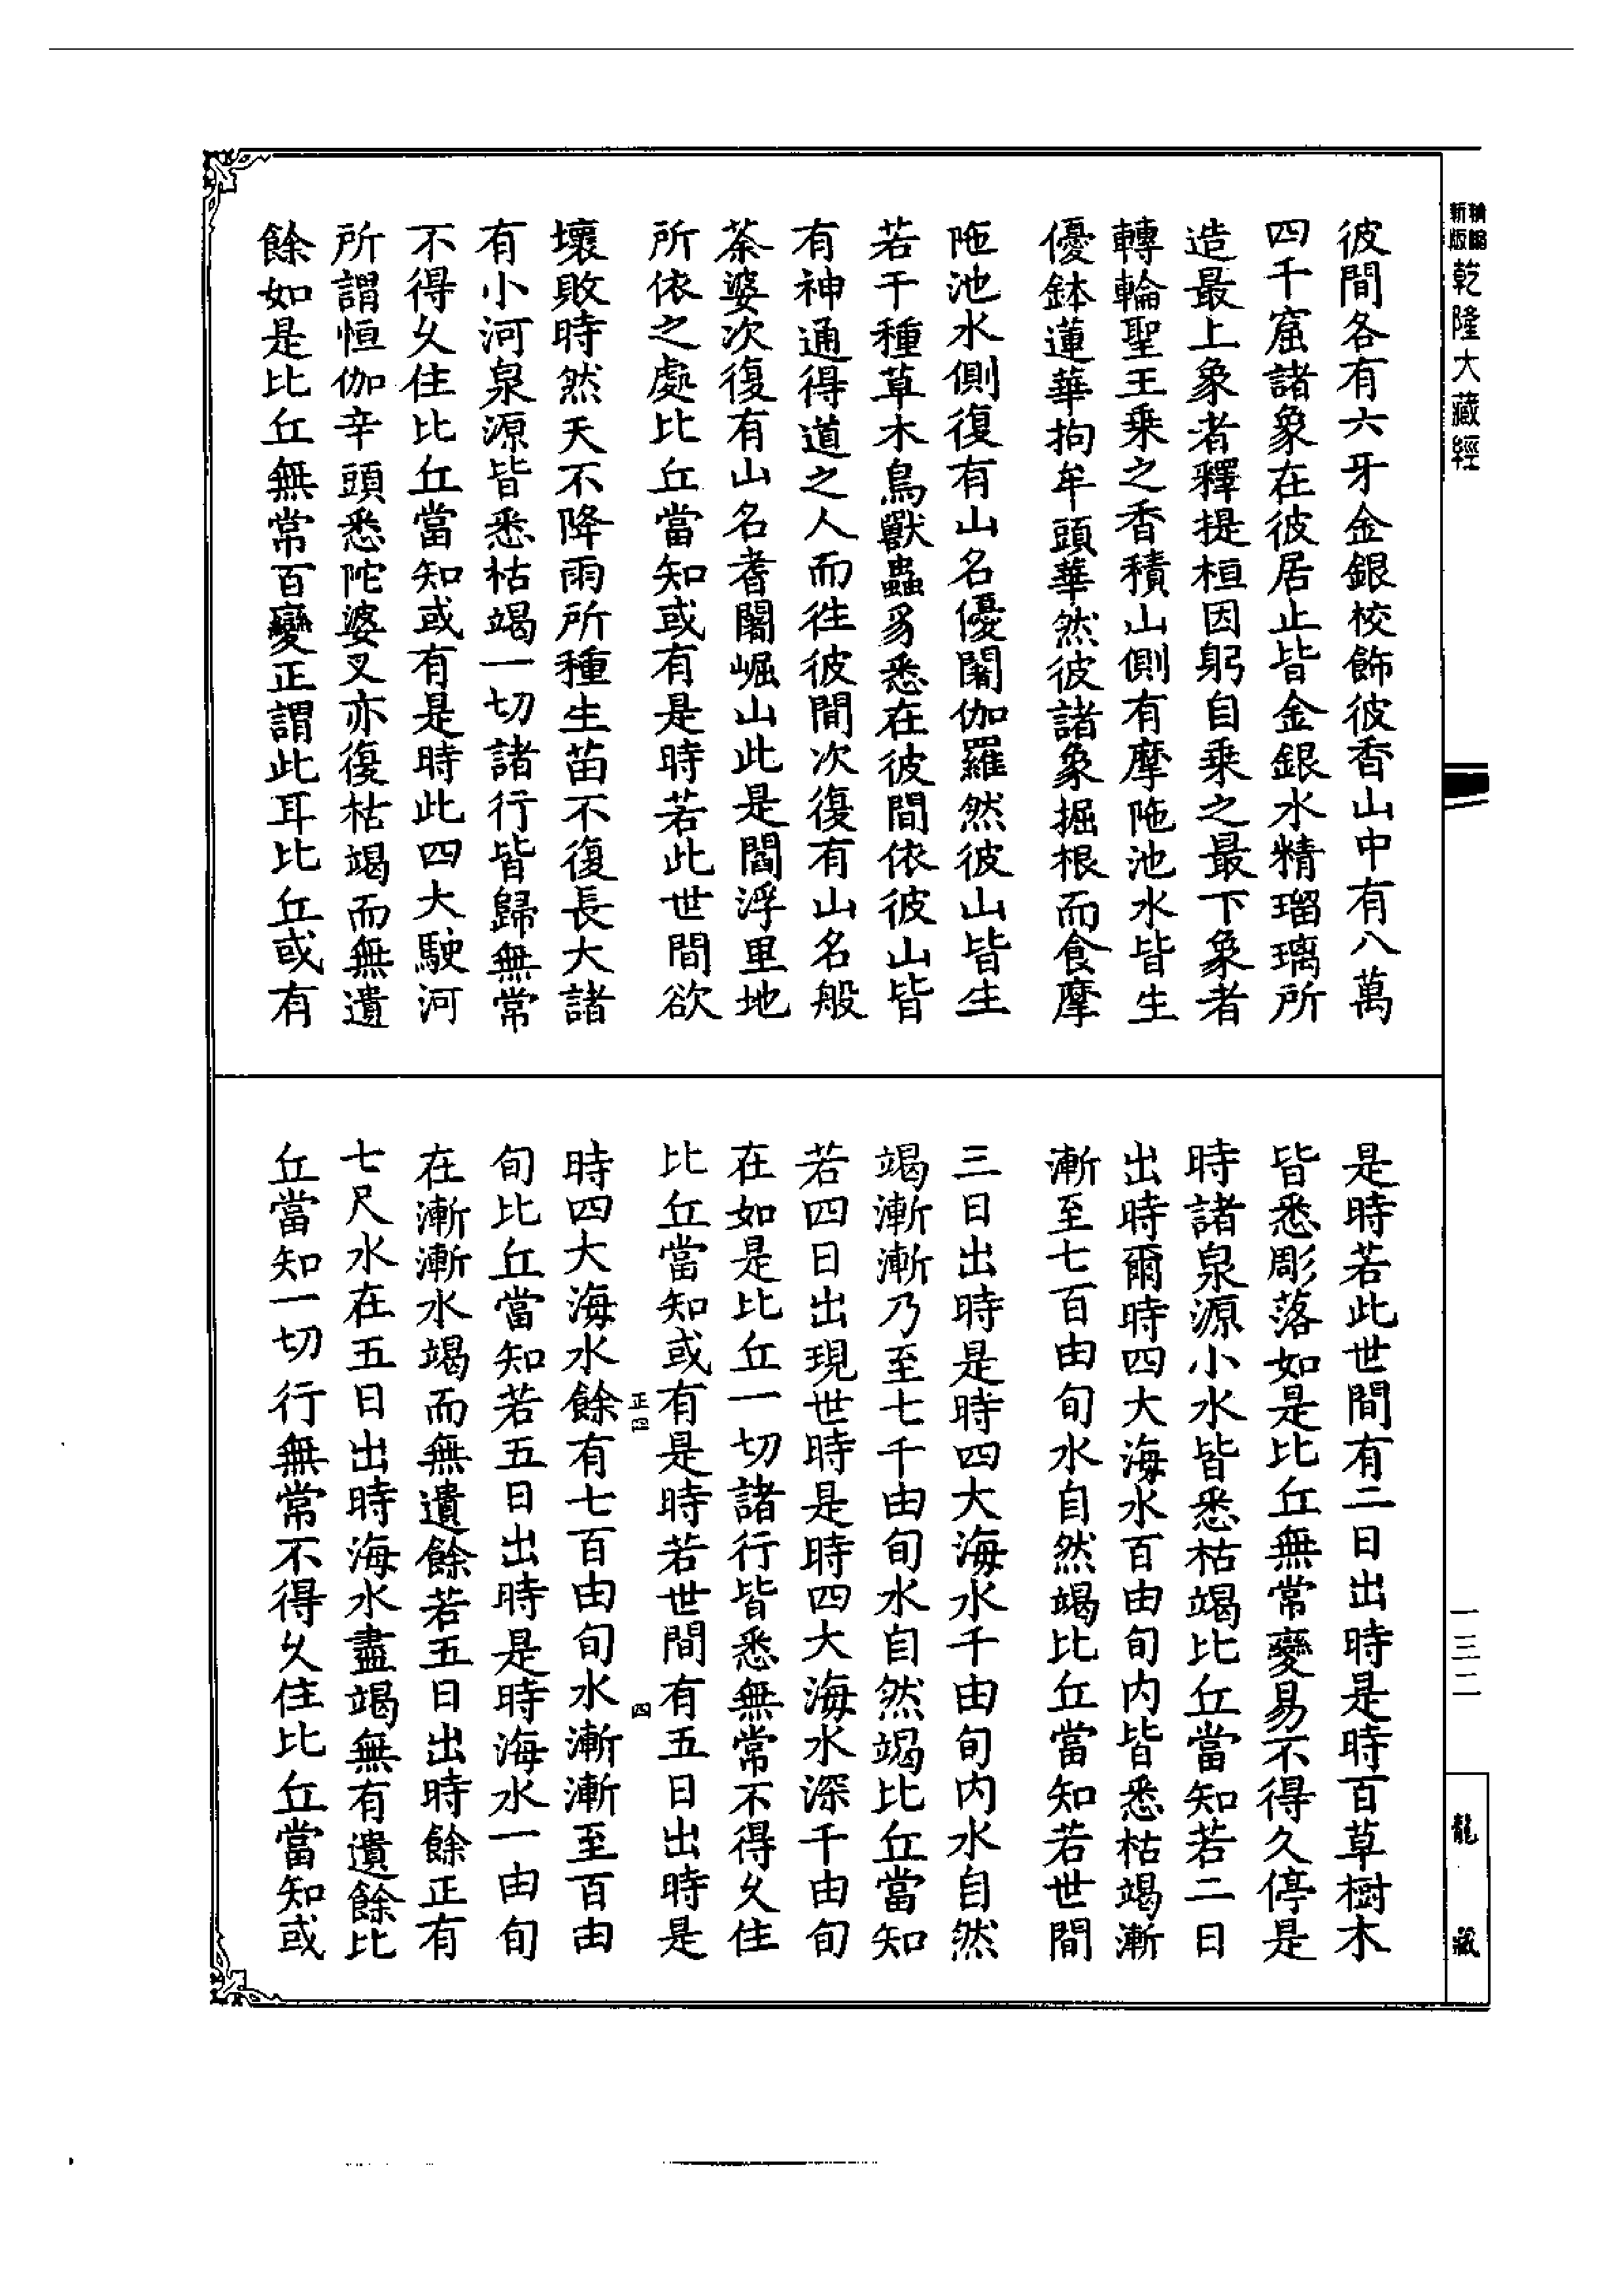 新版
乾隆大藏經
彼間各有六牙金銀校飾彼香山中有八萬
四千窟諸象在彼居止皆金銀水精瑠璃所
造最上象者釋提桓因躬自乘之最下象者
轉輪聖王乘之香積山側有摩陁池水皆生
優鉢蓮華拘牟頭華然彼諸象掘根而食摩
陁池水側復有山名優闍伽羅然彼山皆生
若干種草木鳥獸蟲豸悉在彼間依彼山皆
有神通得道之人而往彼間次復有山名般
荼婆次復有山名耆闍崛山此是閻浮里地
所依之處比丘當知或有是時若此世間欲
壞敗時然天不降雨所種生苗不復長大諸
有小河泉源皆悉枯竭一切諸行皆歸無常
不得久住比丘當知或有是時此四大駛河
所謂恒伽辛頭悉陀婆叉亦復枯竭而無遺
餘如是比丘無常百變正謂此耳比丘或有
是時若此世間有二日出時是時百草樹木
皆悉彫落如是比丘無常變易不得久停是
時諸泉源小水皆悉枯竭比丘當知若二日
出時爾時四大海水百由旬內皆悉枯竭漸
漸至七百由旬水自然竭比丘當知若世間
三日出時是時四大海水千由旬內水自然
竭漸漸乃至七千由旬水自然竭比丘當知
若四日出現世時是時四大海水深千由旬
在如是比丘一切諸行皆悉無常不得久住
比丘當知或有是時若世間有五日出時是
正四
四
時四大海水餘有七百由旬水漸漸至百由
旬比丘當知若五日出時是時海水一由旬
在漸漸水竭而無遺餘若五日出時餘正有
七尺水在五日出時海水盡竭無有遺餘比
丘當知一切行無常不得久住比丘當知或
一三二
龍藏